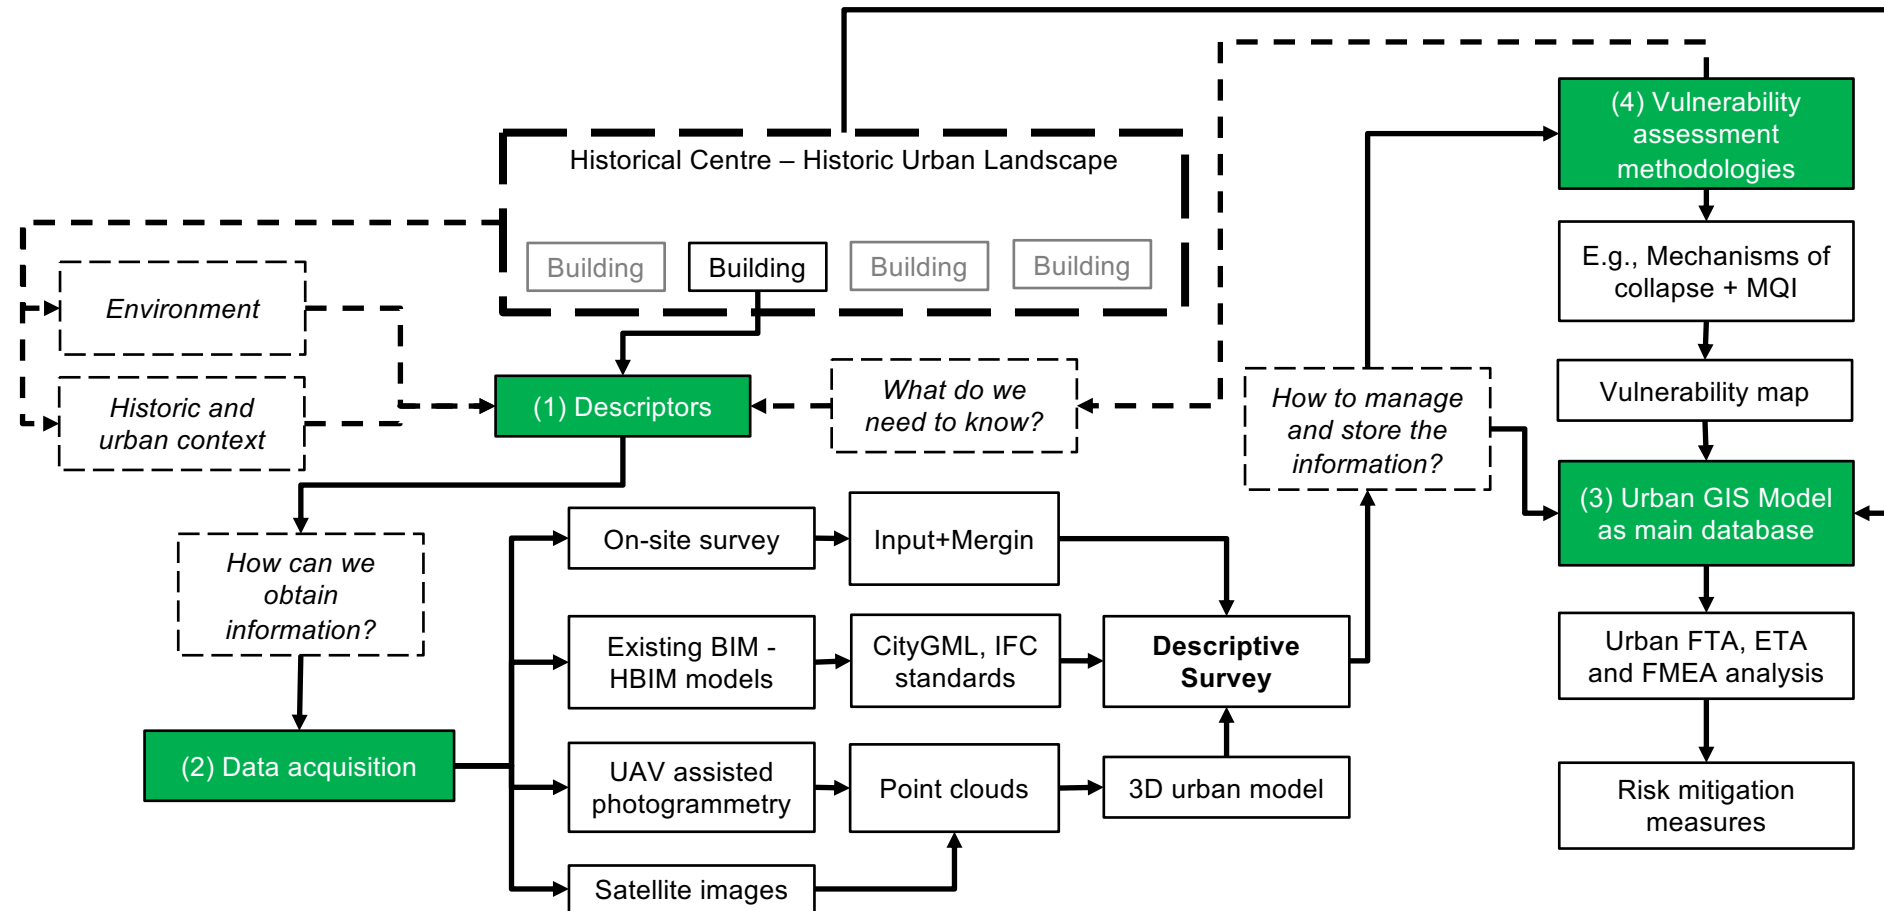 Historical Centre – Historic Urban Landscape
Building
Building
Building
Building
Environment
Historic and
urban context
(1) Descriptors
What do we
need to know?
How can we
obtain
information?
(2) Data acquisition
On-site survey
Input+Mergin
Existing BIM -
HBIM models
CityGML, IFC
standards
Descriptive
Survey
UAV assisted
photogrammetry
Point clouds
3D urban model
Satellite images
How to manage
and store the
information?
(4) Vulnerability
assessment
methodologies
E.g., Mechanisms of
collapse + MQI
Vulnerability map
(3) Urban GIS Model
as main database
Urban FTA, ETA
and FMEA analysis
Risk mitigation
measures